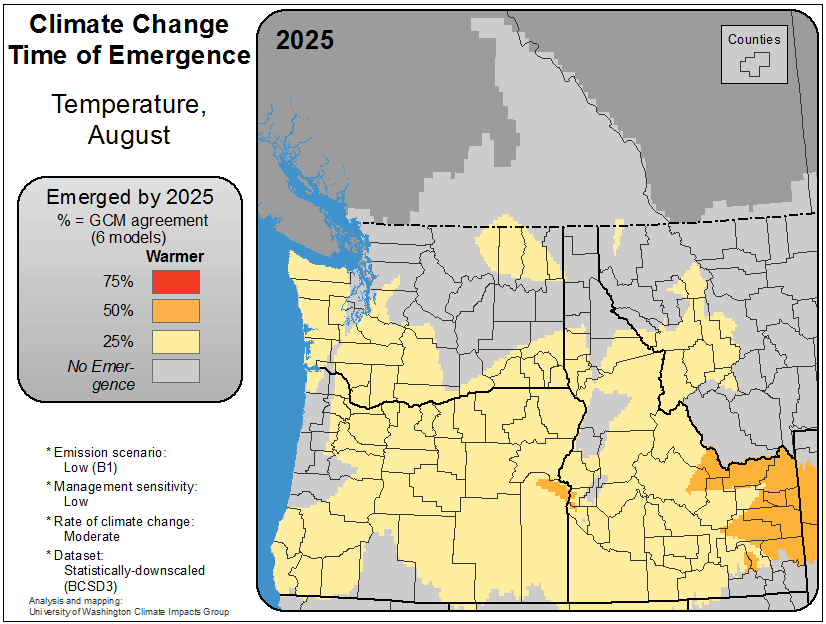 Climate Change
Time of Emergence
Temperature,
August
Emerged by 2025
% = GCM agreement
(6 models)
Warmer
75%
50%
25%
No Emer-
gence
* Emission scenario:
Low (B1)
* Management sensitivity:
Low
* Rate of climate change:
Moderate
* Dataset:
Statistically-downscaled
(BCSD3)
Analysis and mapping:
University of Washington Climate Impacts Group
2025
Counties